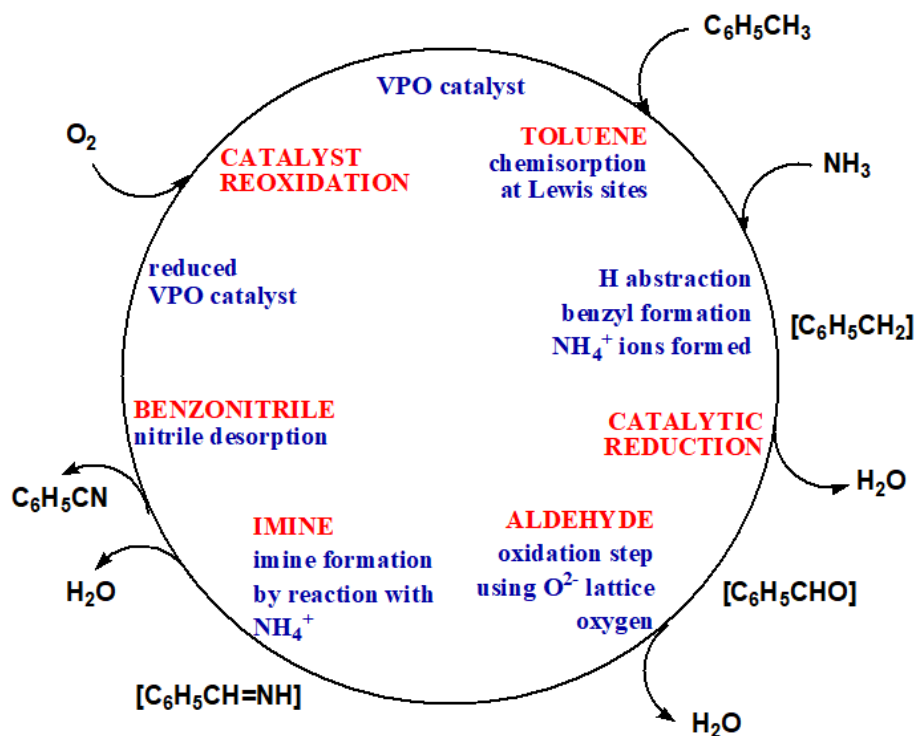 C₆H₅CH₃
VPO catalyst
O₂
TOLUENE
chemisorption
at Lewis sites
CATALYST
REOXIDATION
NH₃
reduced
VPO catalyst
H abstraction
benzyl formation
NH₄⁺ ions formed
[C₆H₅CH₂]
BENZONITRILE
nitrile desorption
CATALYTIC
REDUCTION
C₆H₅CN
H₂O
IMINE
imine formation
by reaction with
NH₄⁺
ALDEHYDE
oxidation step
using O²⁻ lattice
oxygen
H₂O
[C₆H₅CHO]
[C₆H₅CH=NH]
H₂O